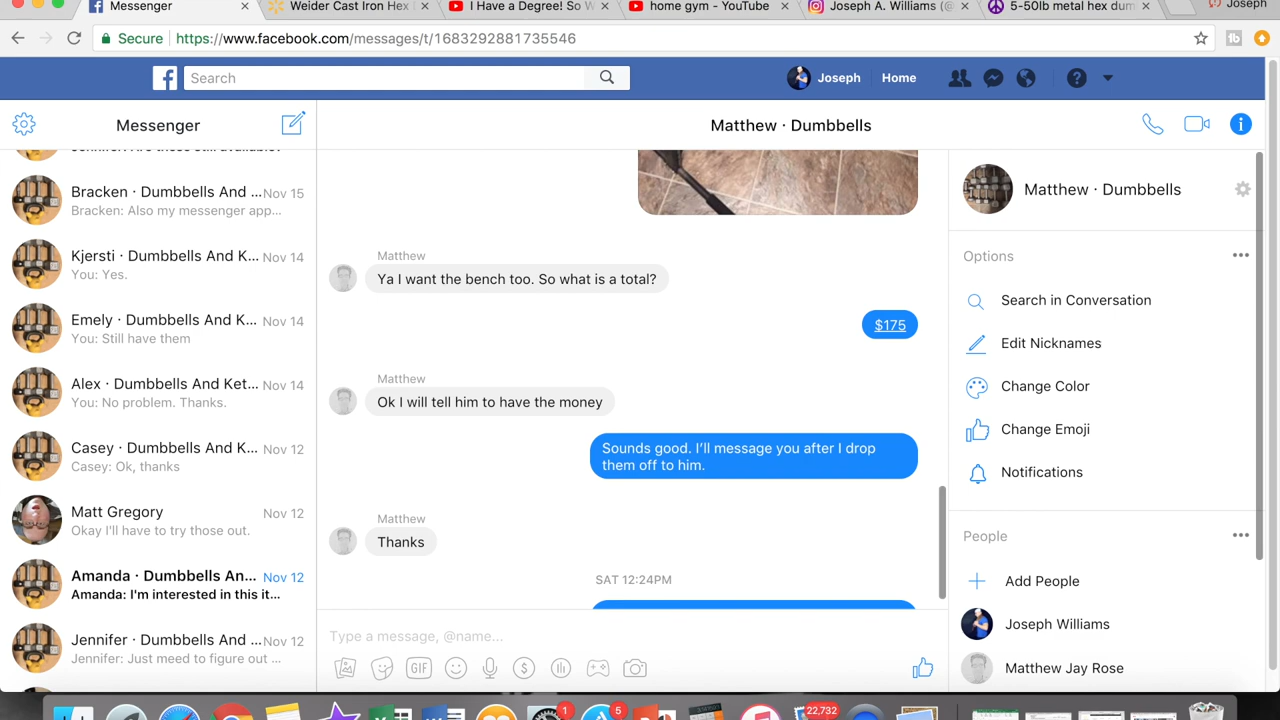 Messenger
Weider Cast Iron Hex
I Have a Degree! So W
home gym - YouTube
Joseph A. Williams (@
5-50lb metal hex dum
Joseph
Secure
https://www.facebook.com/messages/t/1683292881735546
Search
Joseph
Home
Messenger
Matthew · Dumbbells
Bracken · Dumbbells And ...
Nov 15
Bracken: Also my messenger app...
Kjersti · Dumbbells And K...
Nov 14
You: Yes.
Emely · Dumbbells And K...
Nov 14
You: Still have them
Alex · Dumbbells And Ket...
Nov 14
You: No problem. Thanks.
Casey · Dumbbells And K...
Nov 12
Casey: Ok, thanks
Matt Gregory
Nov 12
Okay I'll have to try those out.
Amanda · Dumbbells An...
Nov 12
Amanda: I'm interested in this it...
Jennifer · Dumbbells And ...
Nov 12
Jennifer: Just meed to figure out ...
Matthew
Ya I want the bench too. So what is a total?
$175
Matthew
Ok I will tell him to have the money
Sounds good. I'll message you after I drop
them off to him.
Matthew
Thanks
SAT 12:24PM
Type a message, @name...
GIF
Matthew · Dumbbells
Options
Search in Conversation
Edit Nicknames
Change Color
Change Emoji
Notifications
People
Add People
Joseph Williams
Matthew Jay Rose
1
5
22,732